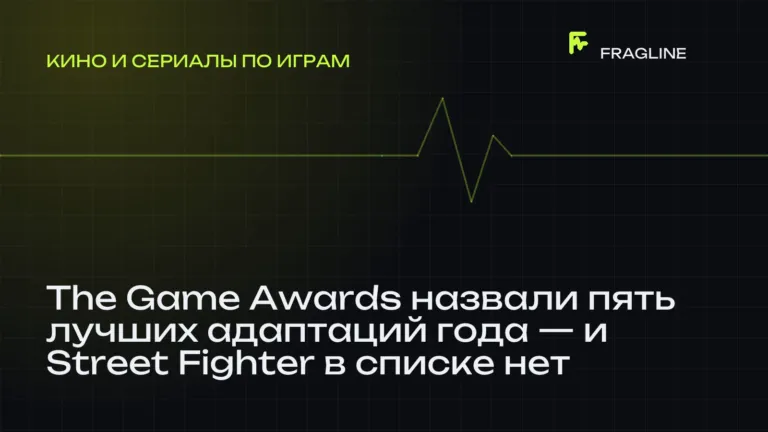 КИНО И СЕРИАЛЫ ПО ИГРАМ
FRAGLINE
The Game Awards назвали пять
лучших адаптаций года — и
Street Fighter в списке нет